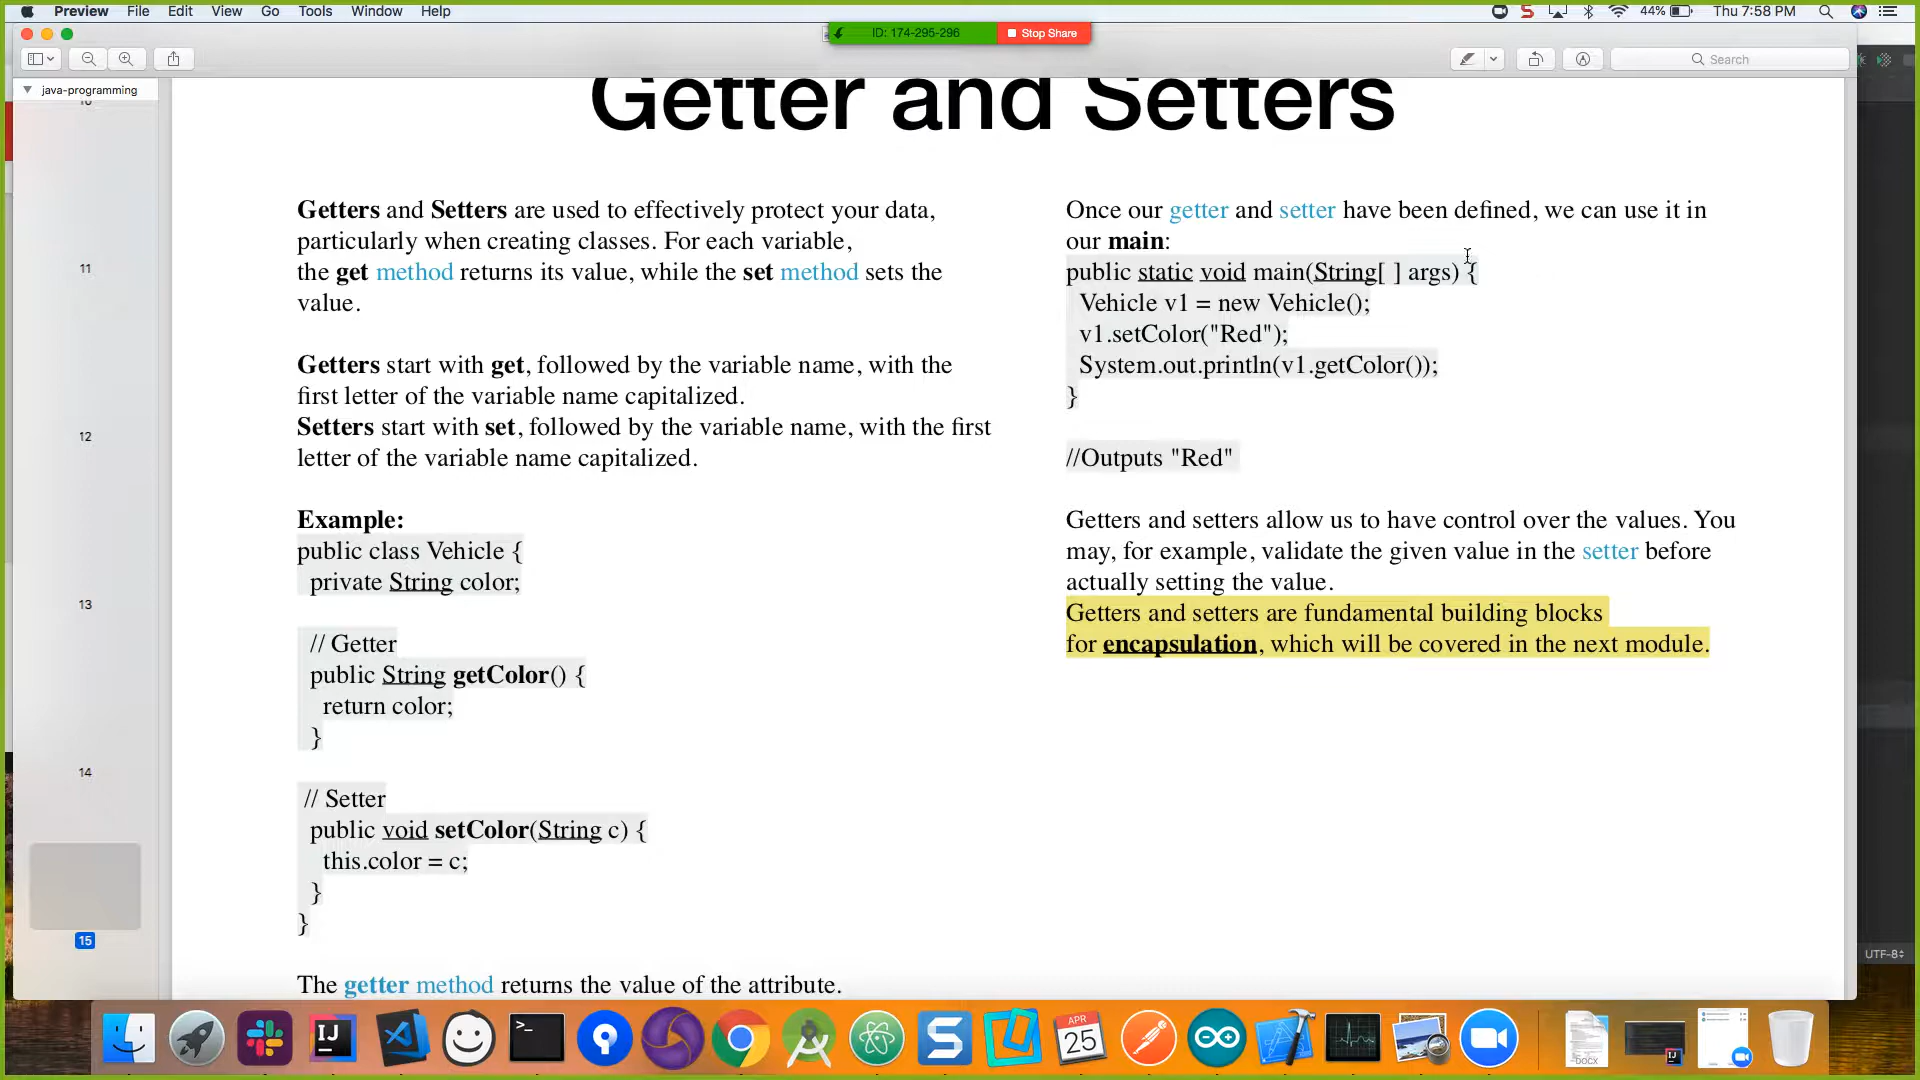 Preview File Edit View Go Tools Window Help
44% Thu 7:58 PM
ID: 174-295-296 Stop Share
Search
java-programming
10
11
12
13
14
15
Getter and Setters
Getters and Setters are used to effectively protect your data,
particularly when creating classes. For each variable,
the get method returns its value, while the set method sets the
value.
Getters start with get, followed by the variable name, with the
first letter of the variable name capitalized.
Setters start with set, followed by the variable name, with the first
letter of the variable name capitalized.
Example:
public class Vehicle {
private String color;
// Getter
public String getColor() {
return color;
}
// Setter
public void setColor(String c) {
this.color = c;
}
}
The getter method returns the value of the attribute.
Once our getter and setter have been defined, we can use it in
our main:
public static void main(String[ ] args) {
Vehicle v1 = new Vehicle();
v1.setColor("Red");
System.out.println(v1.getColor());
}
//Outputs "Red"
Getters and setters allow us to have control over the values. You
may, for example, validate the given value in the setter before
actually setting the value.
Getters and setters are fundamental building blocks
for encapsulation, which will be covered in the next module.
UTF-8
IJ
>_
S
APR
25
DOCX
IJ